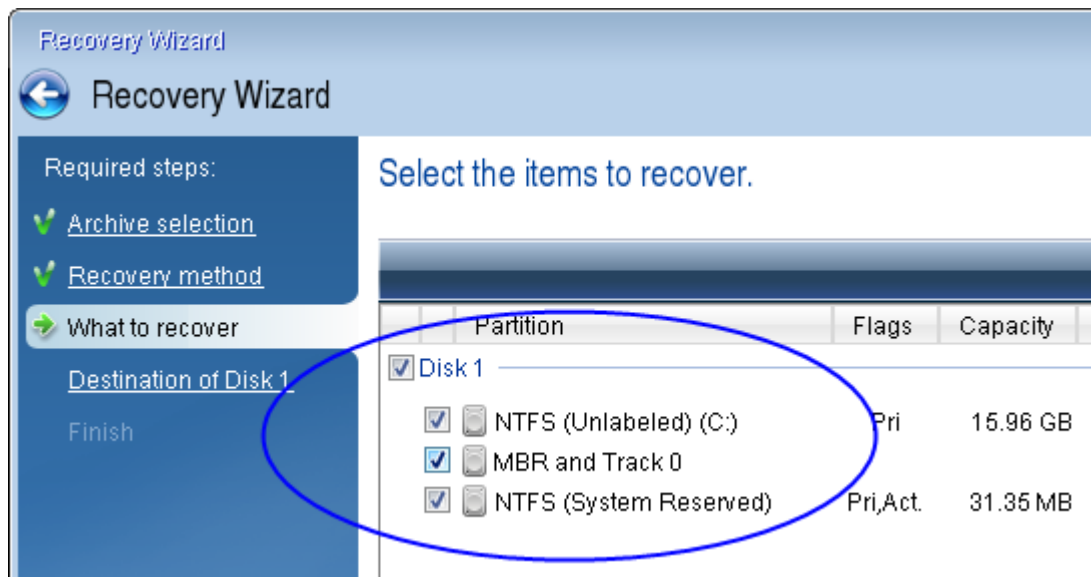 Recovery Wizard
Recovery Wizard
Required steps:
Archive selection
Recovery method
What to recover
Destination of Disk 1
Finish
Select the items to recover.
Partition Flags Capacity
Disk 1
NTFS (Unlabeled) (C:) Pri 15.96 GB
MBR and Track 0
NTFS (System Reserved) Pri,Act. 31.35 MB